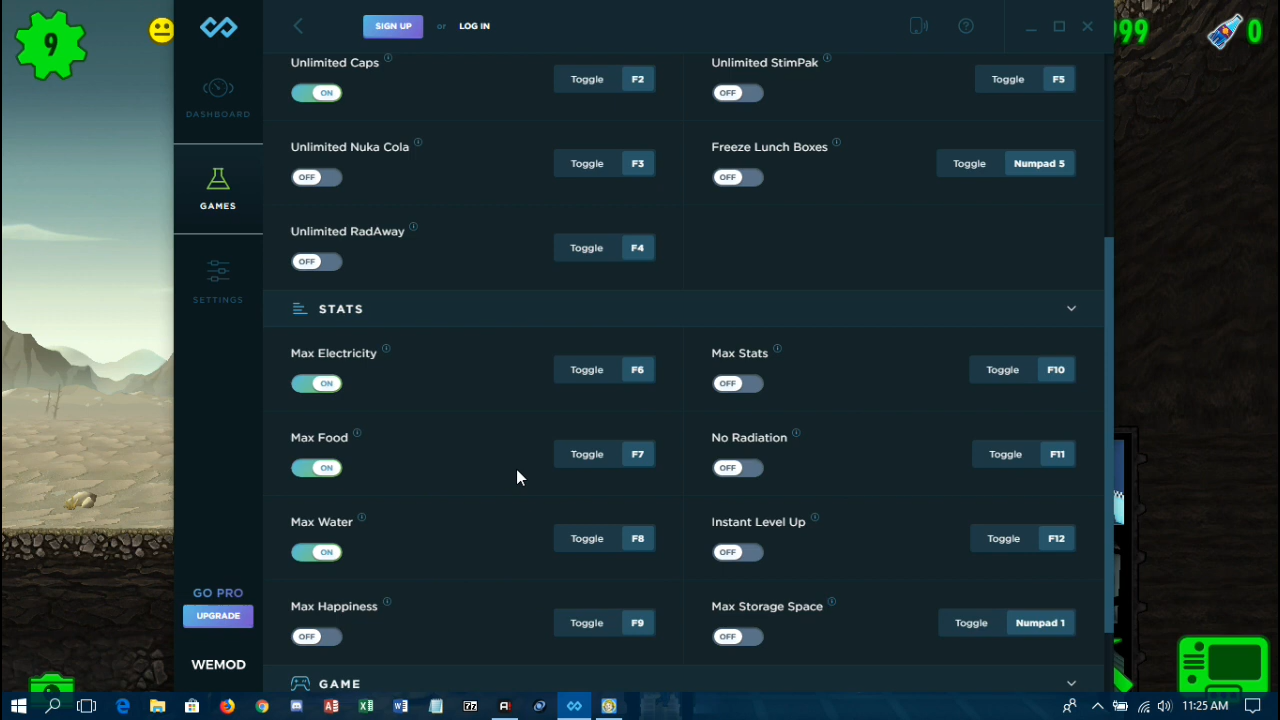 9
SIGN UP or LOG IN
999
0
DASHBOARD
GAMES
SETTINGS
GO PRO
UPGRADE
WEMOD
Unlimited Caps
ON
Toggle F2
Unlimited StimPak
OFF
Toggle F5
Unlimited Nuka Cola
OFF
Toggle F3
Freeze Lunch Boxes
OFF
Toggle Numpad 5
Unlimited RadAway
OFF
Toggle F4
STATS
Max Electricity
ON
Toggle F6
Max Stats
OFF
Toggle F10
Max Food
ON
Toggle F7
No Radiation
OFF
Toggle F11
Max Water
ON
Toggle F8
Instant Level Up
OFF
Toggle F12
Max Happiness
OFF
Toggle F9
Max Storage Space
OFF
Toggle Numpad 1
GAME
11:25 AM